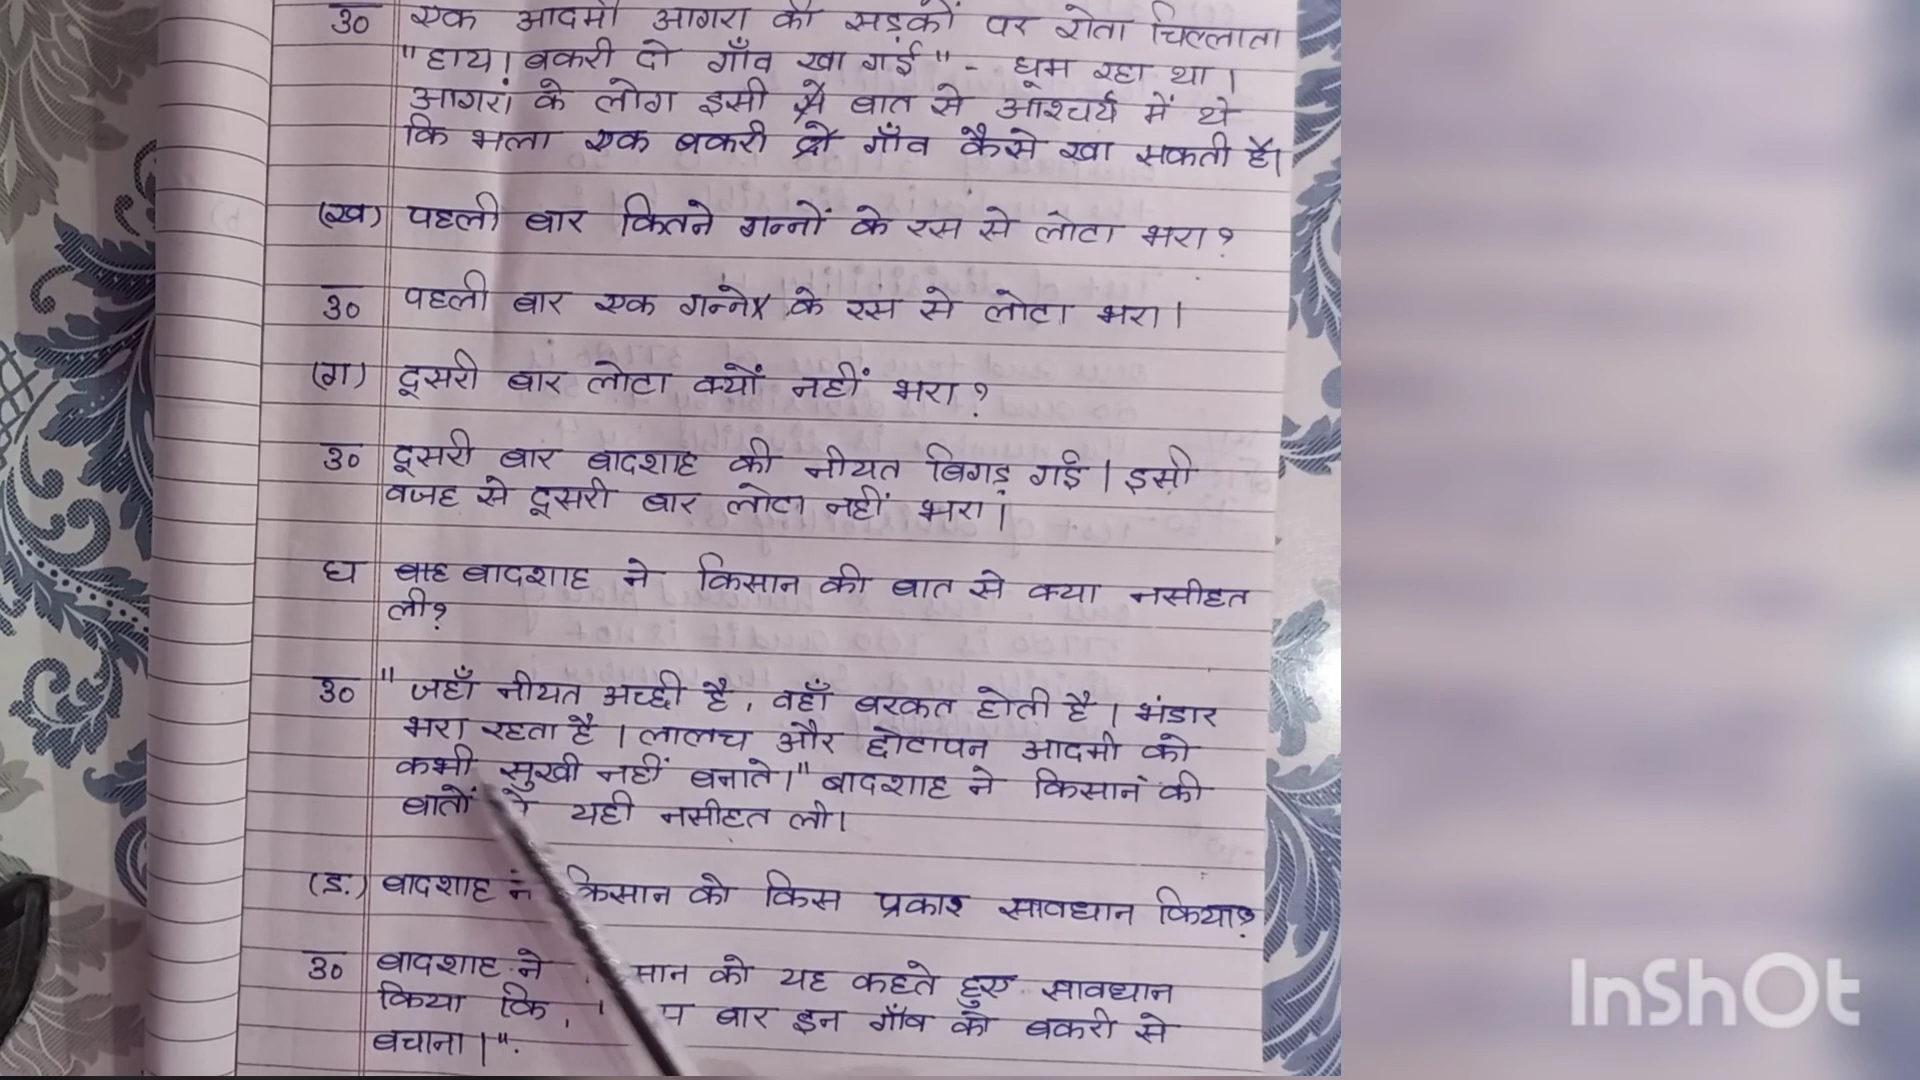 उ० एक आदमी आगरा की सड़कों पर रोता चिल्लाता
"हाय! बकरी दो गाँव खा गई" - घूम रहा था।
आगरा के लोग इसी बात से आश्चर्य में थे
कि भला एक बकरी दो गाँव कैसे खा सकती है।
(ख) पहली बार कितने गन्नों के रस से लोटा भरा?
उ० पहली बार एक गन्ने के रस से लोटा भरा।
(ग) दूसरी बार लोटा क्यों नहीं भरा?
उ० दूसरी बार बादशाह की नीयत बिगड़ गई। इसी
वजह से दूसरी बार लोटा नहीं भरा।
घ बाह बादशाह ने किसान की बात से क्या नसीहत
ली?
उ० "जहाँ नीयत अच्छी है, वहाँ बरकत होती है। भंडार
भरा रहता है। लालच और छोटापन आदमी को
कभी सुखी नहीं बनाते।" बादशाह ने किसान की
बातों यही नसीहत ली।
(ङ.) बादशाह ने किसान को किस प्रकार सावधान किया?
उ० बादशाह ने को यह कहते हुए सावधान
किया कि, बार इन गाँव को बकरी से
बचाना।".
InShOt